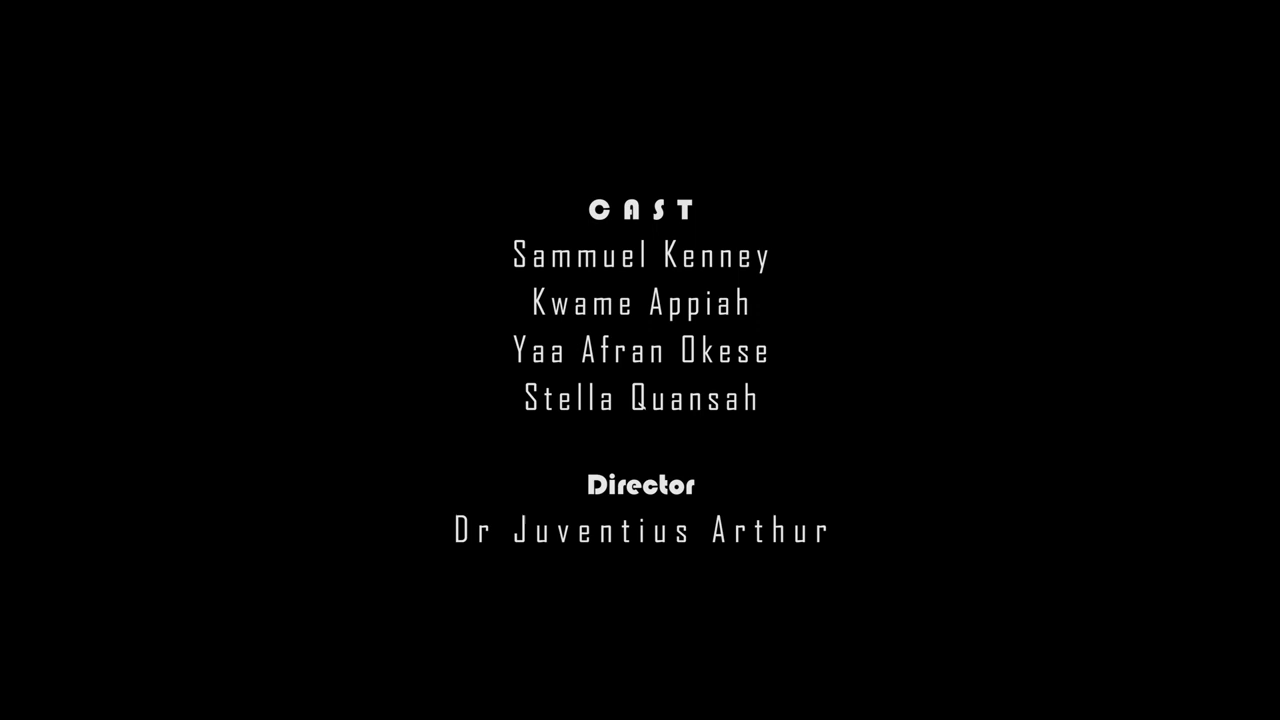 CAST
Sammuel Kenney
Kwame Appiah
Yaa Afran Okese
Stella Quansah
Director
Dr Juventius Arthur